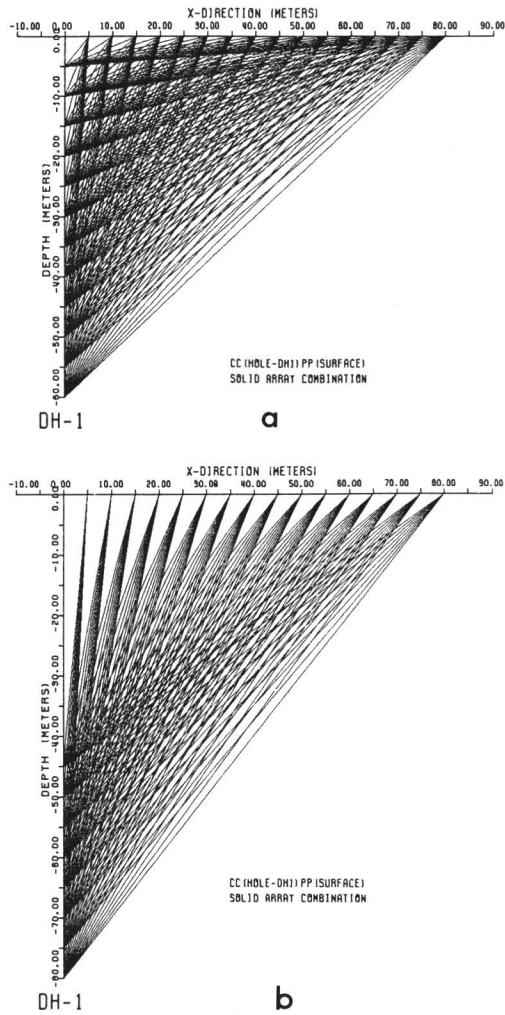 X-DIRECTION (METERS)
-10.00 0.00 10.00 20.00 30.00 40.00 50.00 60.00 70.00 80.00 90.00
0.00
-10.00
-20.00
-30.00
-40.00
-50.00
-60.00
DEPTH (METERS)
CC(HOLE-DH1)PP(SURFACE)
SOLID ARRAY COMBINATION
DH-1
a
X-DIRECTION (METERS)
-10.00 0.00 10.00 20.00 30.00 40.00 50.00 60.00 70.00 80.00 90.00
0.00
-10.00
-20.00
-30.00
-40.00
-50.00
-60.00
-70.00
-80.00
DEPTH (METERS)
CC(HOLE-DH1)PP(SURFACE)
SOLID ARRAY COMBINATION
DH-1
b